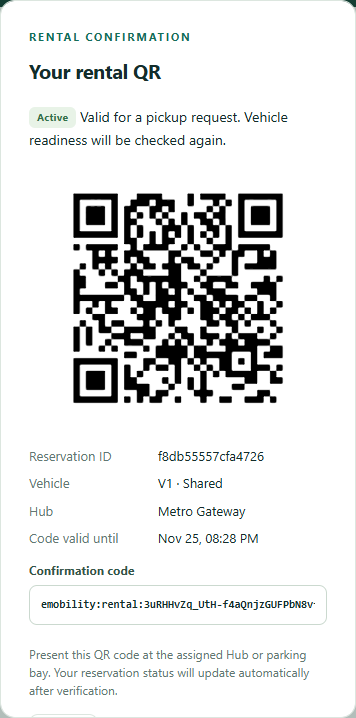 RENTAL CONFIRMATION
Your rental QR
Active Valid for a pickup request. Vehicle
readiness will be checked again.
Reservation ID f8db55557cfa4726
Vehicle V1 · Shared
Hub Metro Gateway
Code valid until Nov 25, 08:28 PM
Confirmation code
emobility:rental:3uRHHvZq_UtH-f4aQnjzGUFPbN8v
Present this QR code at the assigned Hub or parking
bay. Your reservation status will update automatically
after verification.